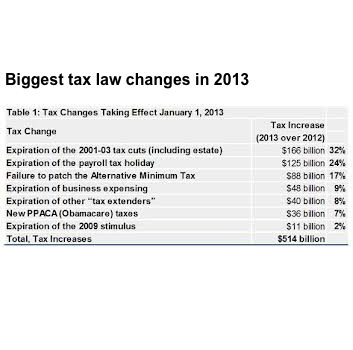 Biggest tax law changes in 2013
Table 1: Tax Changes Taking Effect January 1, 2013
Tax Change
Tax Increase
(2013 over 2012)
Expiration of the 2001-03 tax cuts (including estate) $166 billion 32%
Expiration of the payroll tax holiday $125 billion 24%
Failure to patch the Alternative Minimum Tax $88 billion 17%
Expiration of business expensing $48 billion 9%
Expiration of other “tax extenders” $40 billion 8%
New PPACA (Obamacare) taxes $36 billion 7%
Expiration of the 2009 stimulus $11 billion 2%
Total, Tax Increases $514 billion